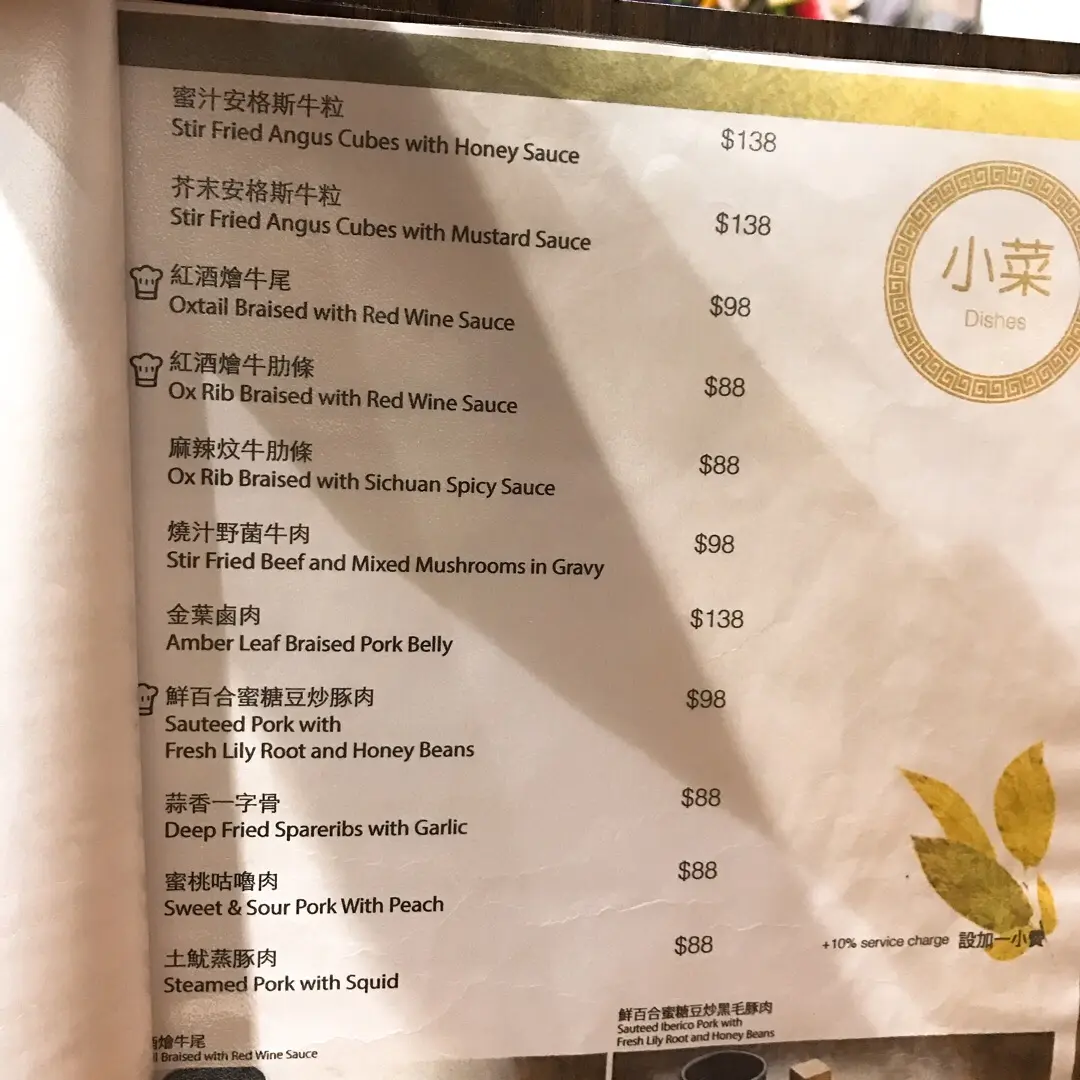 蜜汁安格斯牛粒
Stir Fried Angus Cubes with Honey Sauce
$138
芥末安格斯牛粒
Stir Fried Angus Cubes with Mustard Sauce
$138
紅酒燴牛尾
Oxtail Braised with Red Wine Sauce
$98
紅酒燴牛肋條
Ox Rib Braised with Red Wine Sauce
$88
麻辣炆牛肋條
Ox Rib Braised with Sichuan Spicy Sauce
$88
燒汁野菌牛肉
Stir Fried Beef and Mixed Mushrooms in Gravy
$98
金葉鹵肉
Amber Leaf Braised Pork Belly
$138
鮮百合蜜糖豆炒豚肉
Sauteed Pork with
Fresh Lily Root and Honey Beans
$98
蒜香一字骨
Deep Fried Spareribs with Garlic
$88
蜜桃咕嚕肉
Sweet & Sour Pork With Peach
$88
土魷蒸豚肉
Steamed Pork with Squid
$88
小菜
Dishes
+10% service charge 設加一小費
燴牛尾
Braised with Red Wine Sauce
鮮百合蜜糖豆炒黑毛豚肉
Sauteed Iberico Pork with
Fresh Lily Root and Honey Beans